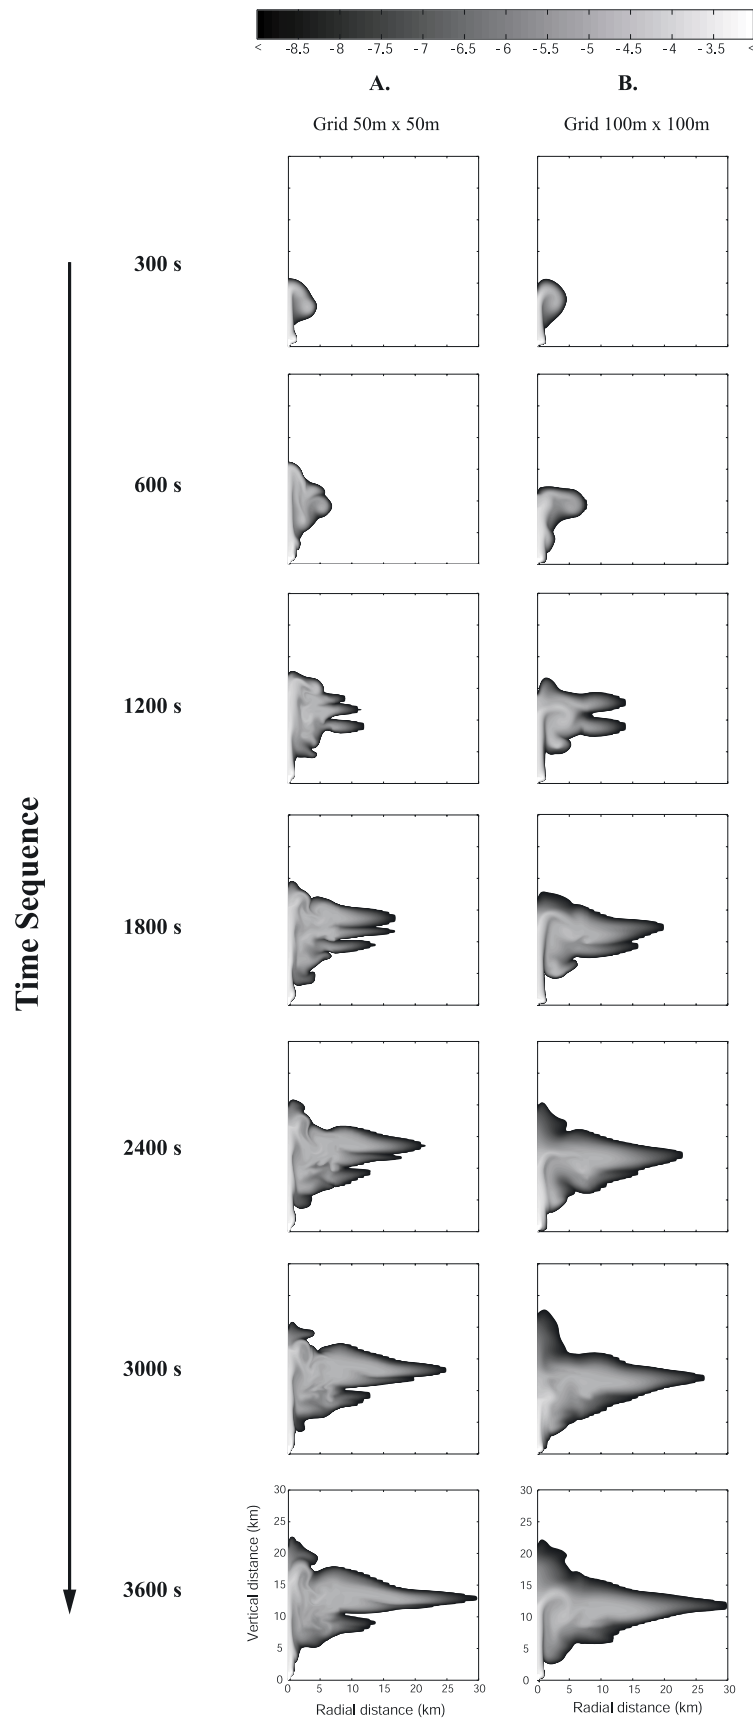 < -8.5 -8 -7.5 -7 -6.5 -6 -5.5 -5 -4.5 -4 -3.5 <
A. B.
Grid 50m x 50m Grid 100m x 100m
Time Sequence
300 s
600 s
1200 s
1800 s
2400 s
3000 s
3600 s
Vertical distance (km)
30
25
20
15
10
5
0
0 5 10 15 20 25 30
Radial distance (km)
30
25
20
15
10
5
0
0 5 10 15 20 25 30
Radial distance (km)